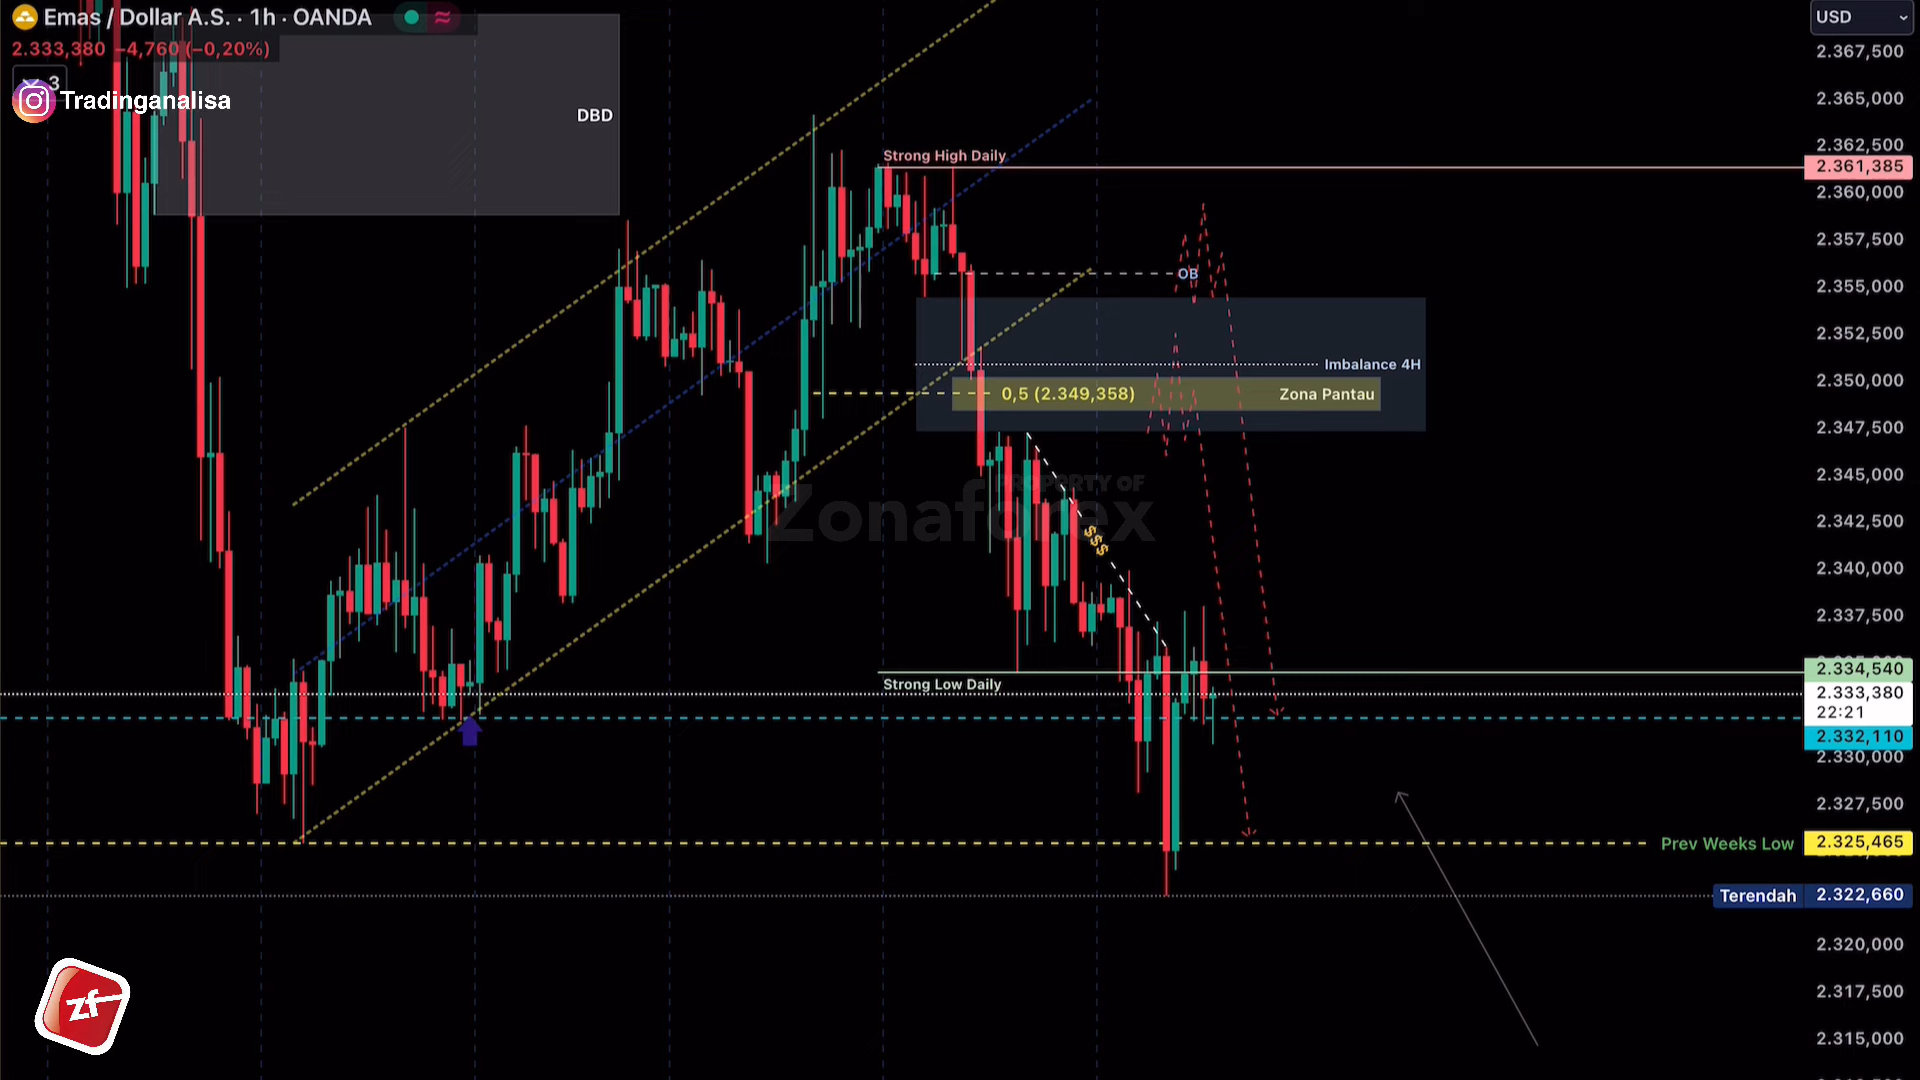 Emas / Dollar A.S. · 1h · OANDA
2.333,380 −4,760 (−0,20%)
3
Tradinganalisa
DBD
USD
2.367,500
2.365,000
2.362,500
Strong High Daily
2.361,385
2.360,000
2.357,500
OB
2.355,000
2.352,500
Imbalance 4H
2.350,000
0,5 (2.349,358)
Zona Pantau
2.347,500
2.345,000
PROPERTY OF
Zonaforex
2.342,500
$$$
2.340,000
2.337,500
2.334,540
Strong Low Daily
2.333,380
22:21
2.332,110
2.330,000
2.327,500
Prev Weeks Low
2.325,465
Terendah
2.322,660
2.320,000
2.317,500
2.315,000
zf